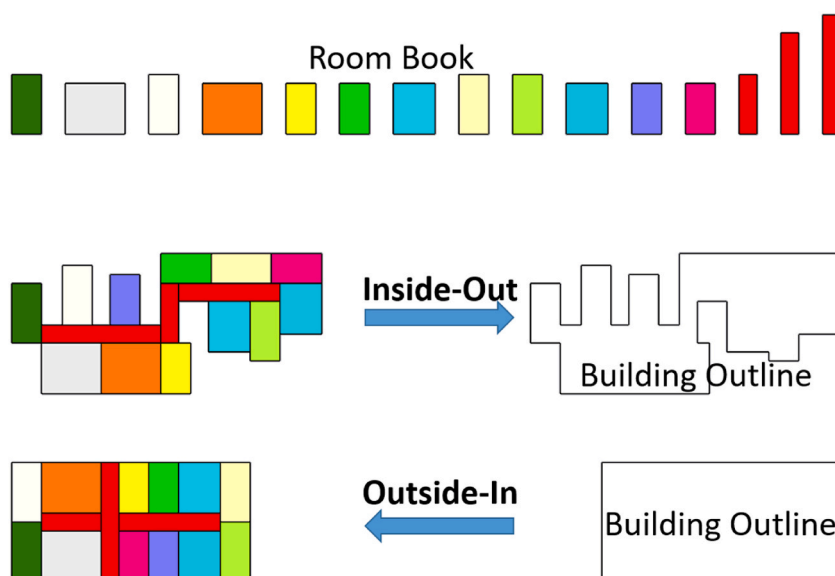 Room Book
Inside-Out
Building Outline
Outside-In
Building Outline